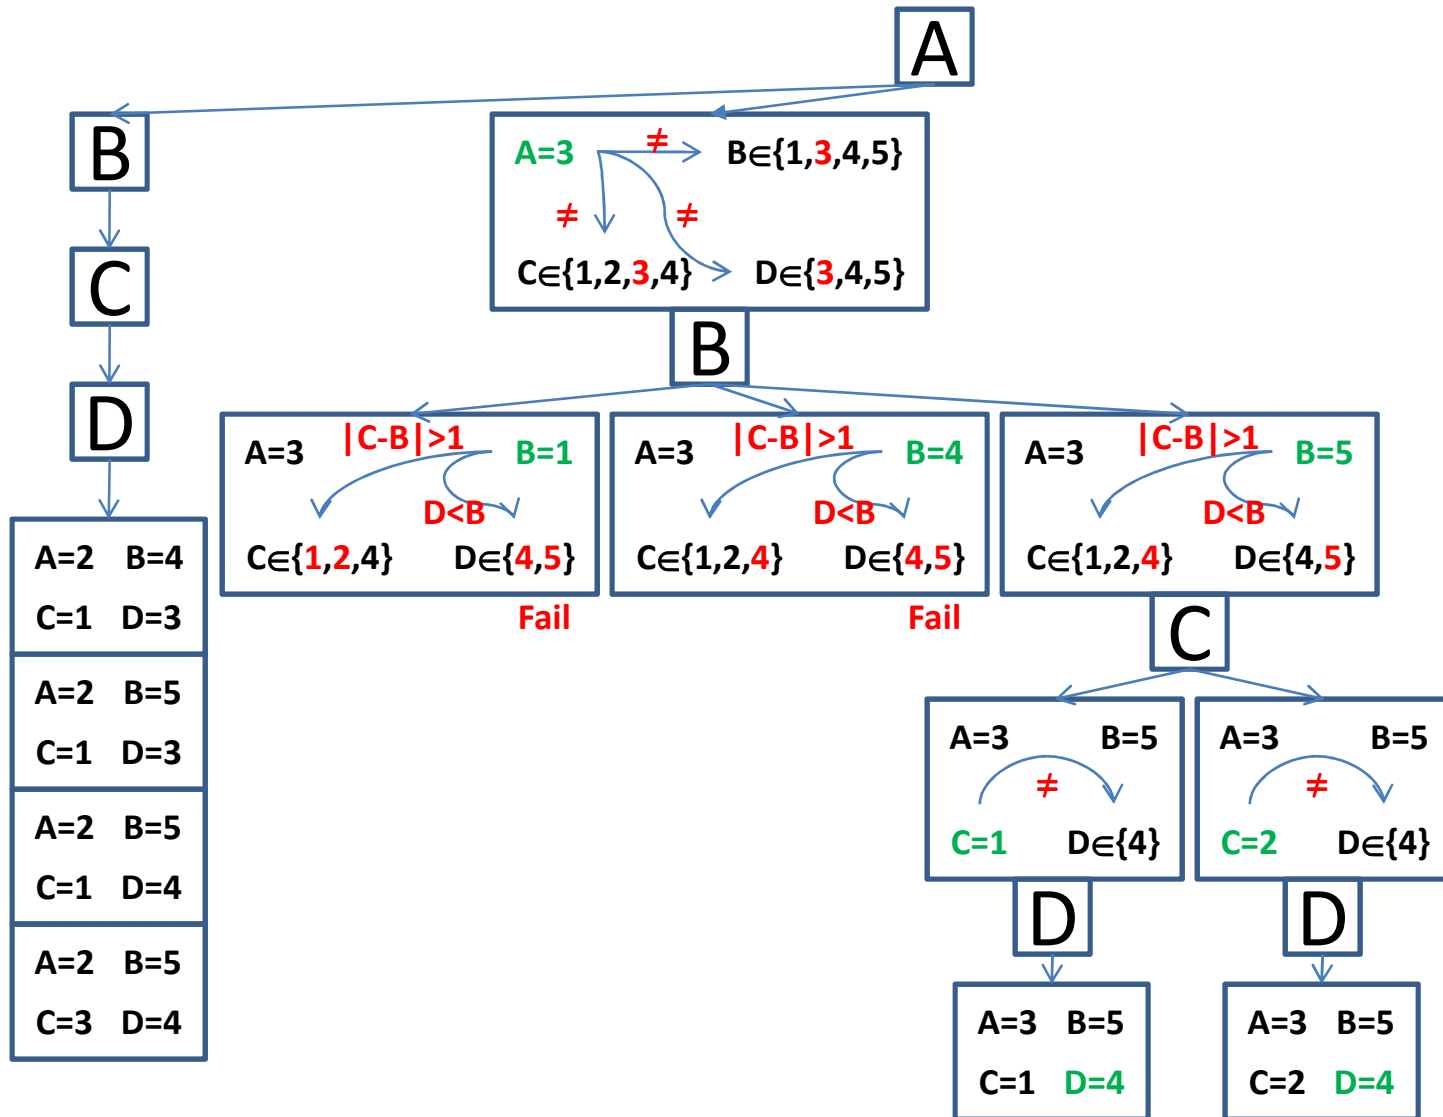 A
B
A=3 ≠ B∈{1,3,4,5}
≠ ≠
C∈{1,2,3,4} D∈{3,4,5}
C
B
D
A=3 |C-B|>1 B=1
D<B
C∈{1,2,4} D∈{4,5}
Fail
A=3 |C-B|>1 B=4
D<B
C∈{1,2,4} D∈{4,5}
Fail
A=3 |C-B|>1 B=5
D<B
C∈{1,2,4} D∈{4,5}
C
A=2 B=4
C=1 D=3
A=2 B=5
C=1 D=3
A=2 B=5
C=1 D=4
A=2 B=5
C=3 D=4
A=3 B=5
≠
C=1 D∈{4}
D
A=3 B=5
C=1 D=4
A=3 B=5
≠
C=2 D∈{4}
D
A=3 B=5
C=2 D=4